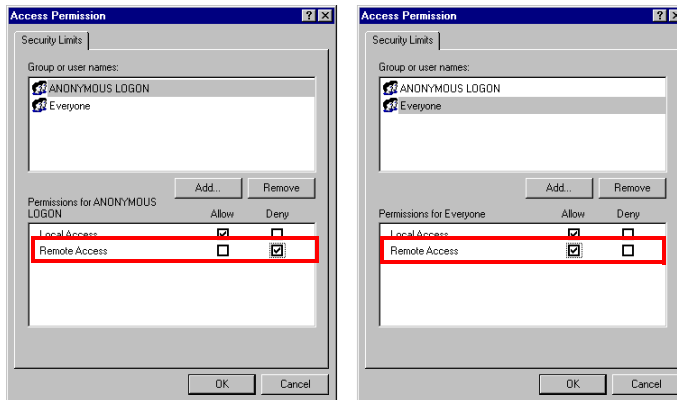 Access Permission
Security Limits
Group or user names:
ANONYMOUS LOGON
Everyone
Add...
Remove
Permissions for ANONYMOUS
LOGON
Allow
Deny
Local Access
Remote Access
OK
Cancel
Access Permission
Security Limits
Group or user names:
ANONYMOUS LOGON
Everyone
Add...
Remove
Permissions for Everyone
Allow
Deny
Local Access
Remote Access
OK
Cancel